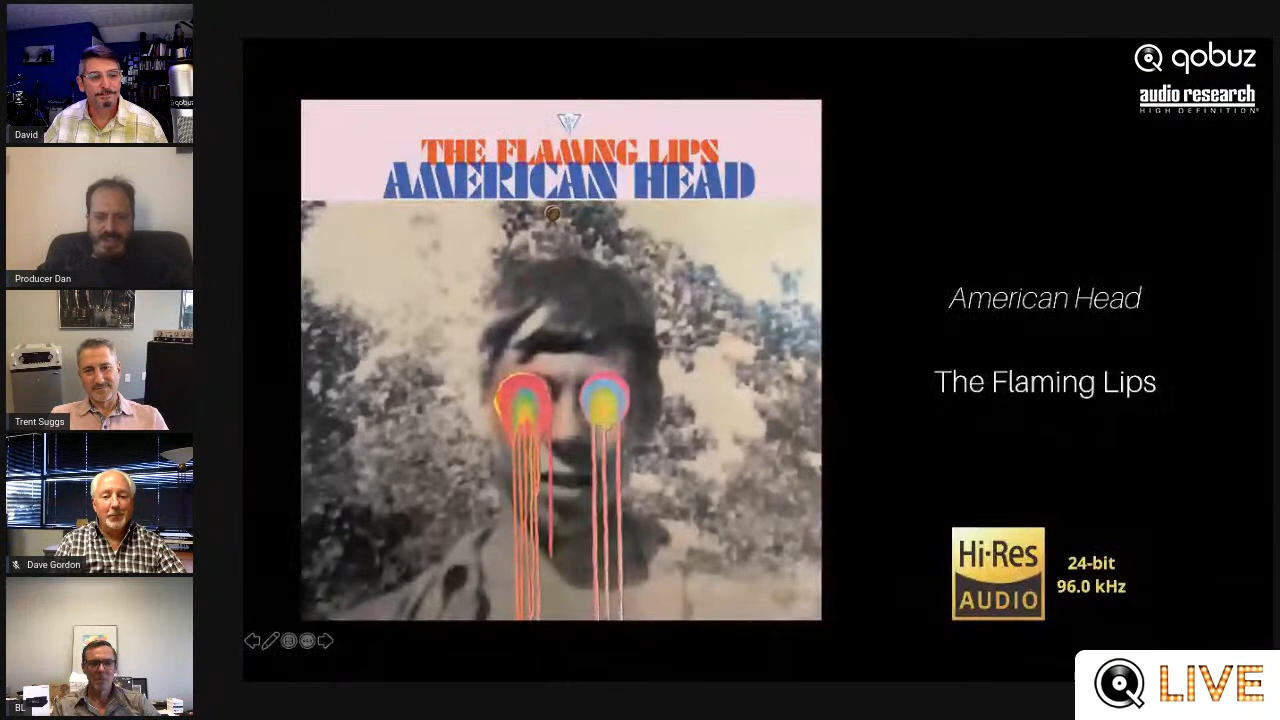 David
qobuz
Producer Dan
Trent Suggs
Dave Gordon
BL
THE FLAMING LIPS
AMERICAN HEAD
qobuz
audio research
HIGH DEFINITION®
American Head
The Flaming Lips
Hi-Res
AUDIO
24-bit
96.0 kHz
LIVE